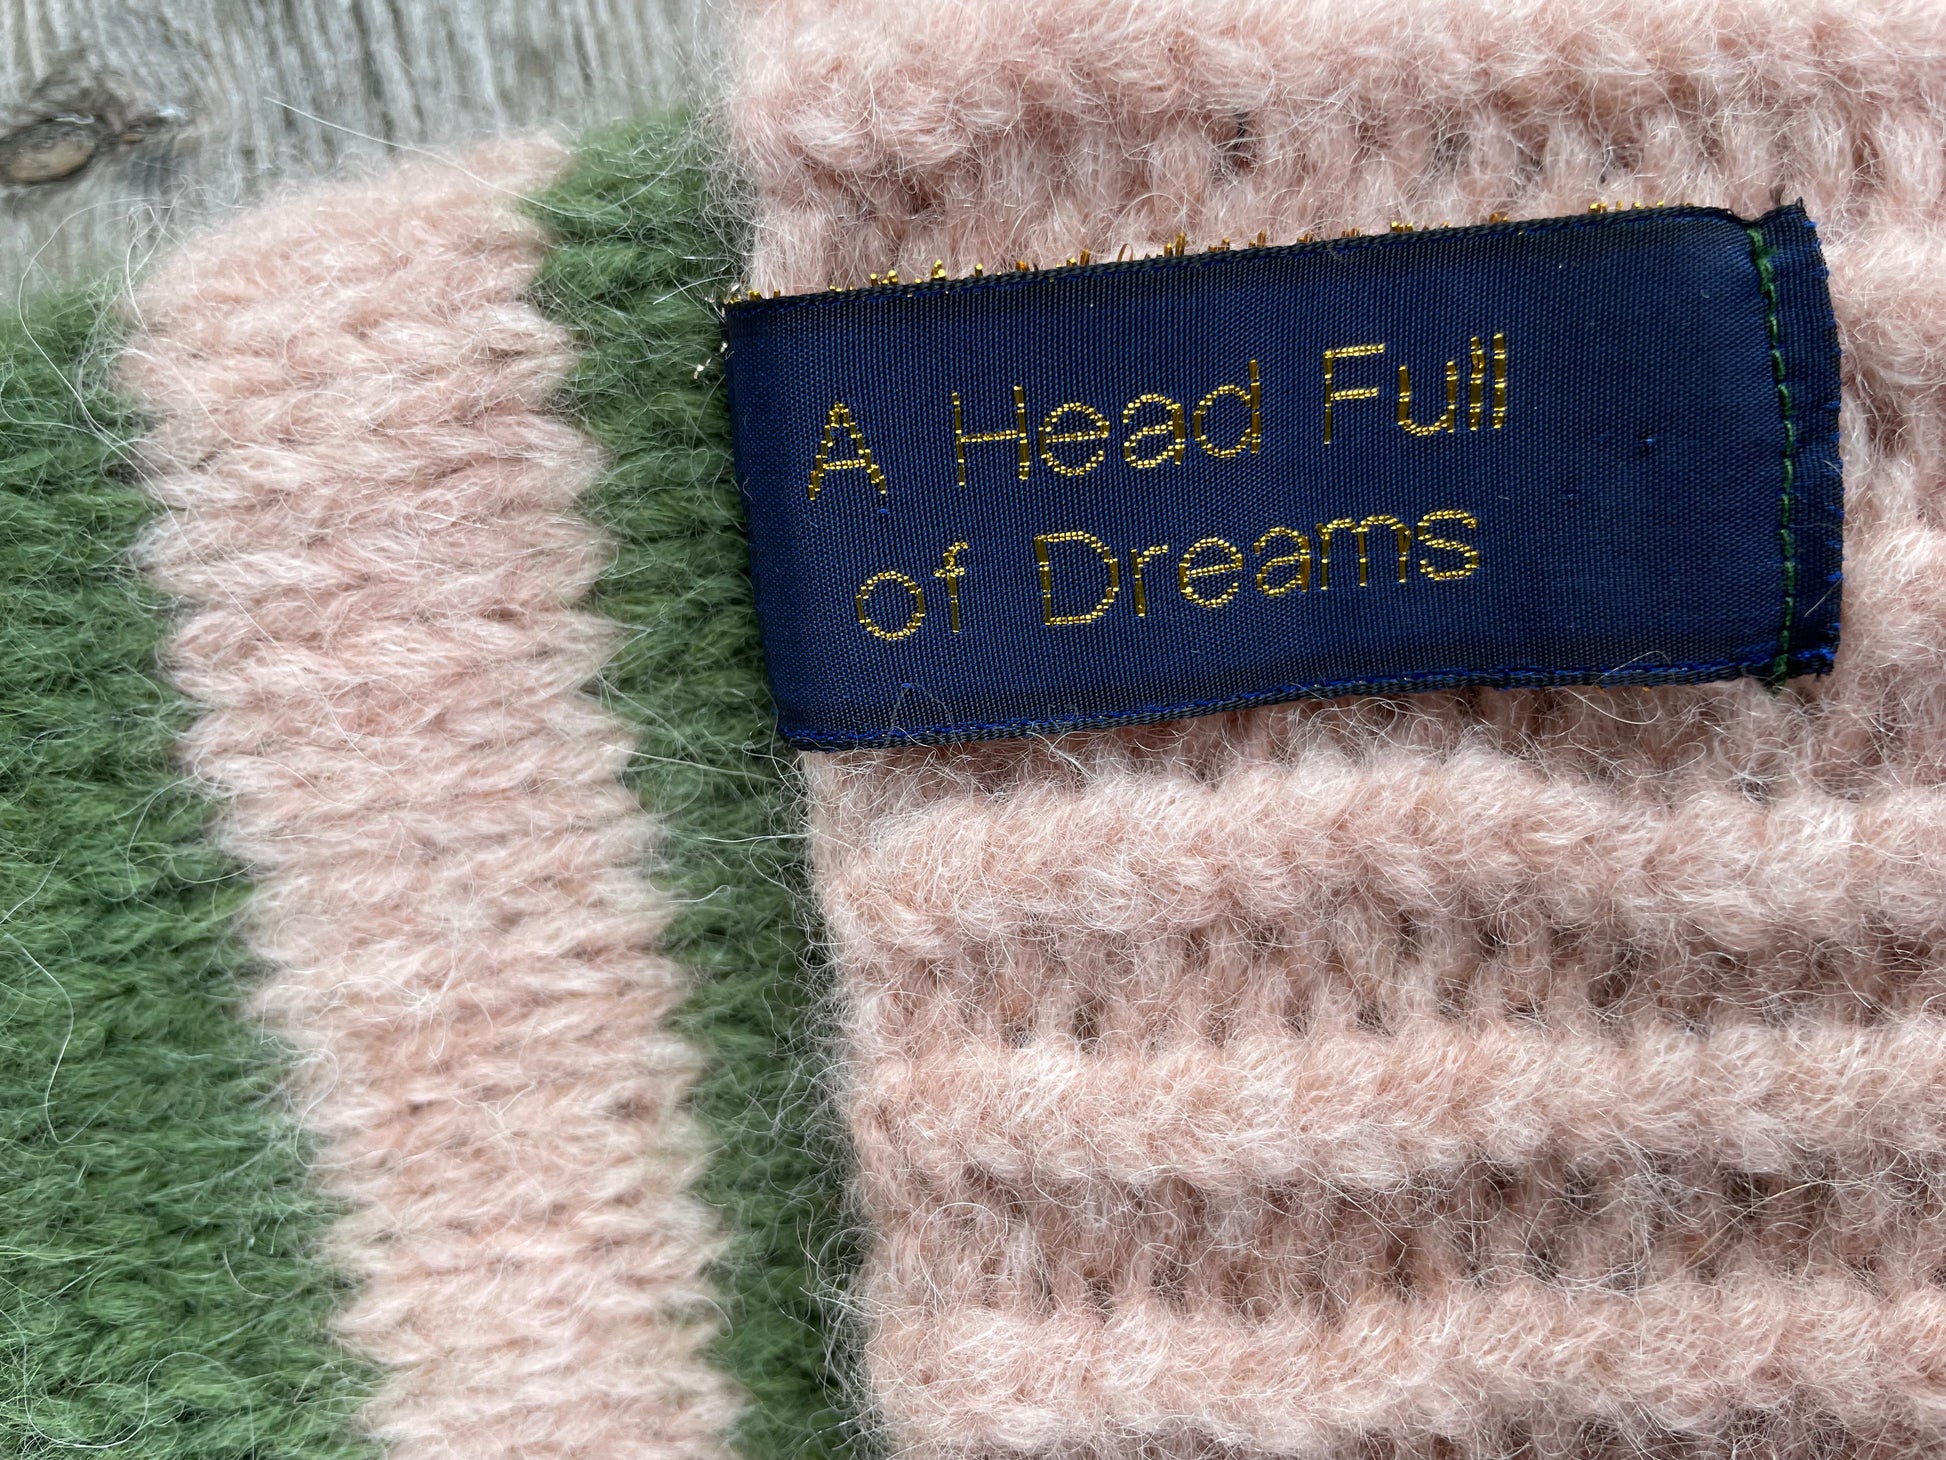 A Head Full
of Dreams